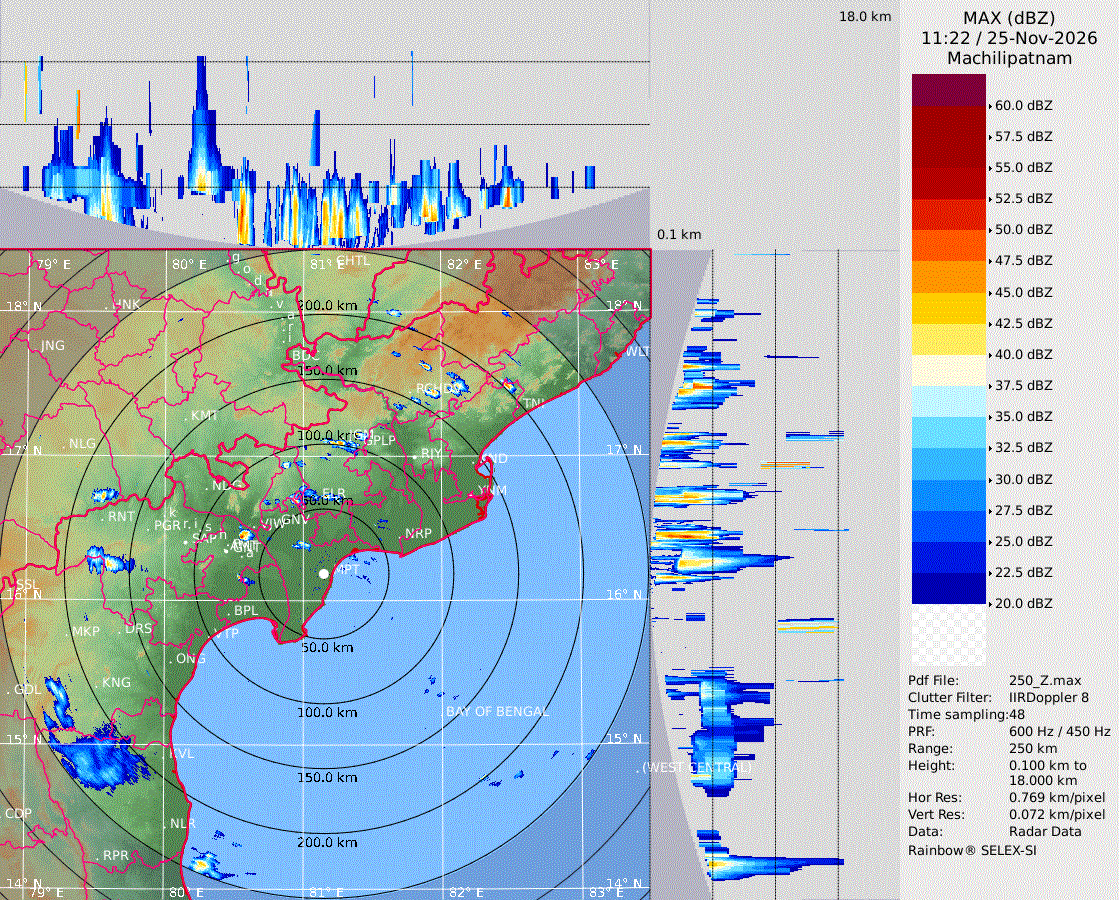 18.0 km
MAX (dBZ)
11:22 / 25-Nov-2026
Machilipatnam
60.0 dBZ
57.5 dBZ
55.0 dBZ
52.5 dBZ
50.0 dBZ
47.5 dBZ
45.0 dBZ
42.5 dBZ
40.0 dBZ
37.5 dBZ
35.0 dBZ
32.5 dBZ
30.0 dBZ
27.5 dBZ
25.0 dBZ
22.5 dBZ
20.0 dBZ
0.1 km
79° E
80° E
81° E
CHTL
82° E
83° E
18° N
HNK
200.0 km
18° N
JNG
BDC
WLT
150.0 km
TNI
KMT
100.0 km
NLG
GPLP
17° N
RJY
17° N
ELR
YNM
50.0 km
RNT
PGR
VJW
GNV
NRP
SAP
MPT
SSL
16° N
16° N
BPL
MKP
DRS
ONG
50.0 km
GDL
KNG
100.0 km
BAY OF BENGAL
15° N
KVL
15° N
150.0 km
(WEST CENTRAL)
CDP
NLR
200.0 km
RPR
14° N
14° N
79° E
80° E
81° E
82° E
83° E
Pdf File: 250_Z.max
Clutter Filter: IIRDoppler 8
Time sampling:48
PRF: 600 Hz / 450 Hz
Range: 250 km
Height: 0.100 km to
18.000 km
Hor Res: 0.769 km/pixel
Vert Res: 0.072 km/pixel
Data: Radar Data
Rainbow® SELEX-SI